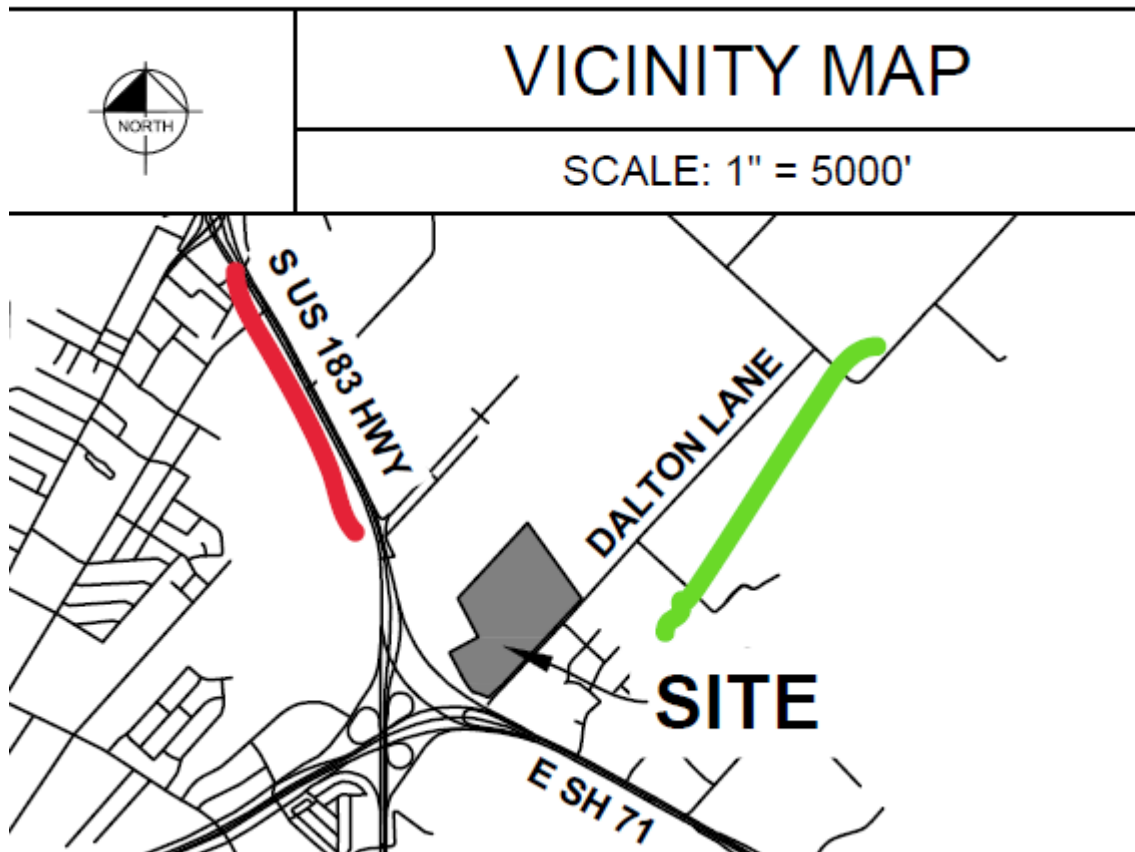 VICINITY MAP
NORTH
SCALE: 1" = 5000'
S US 183 HWY
DALTON LANE
SITE
E SH 71